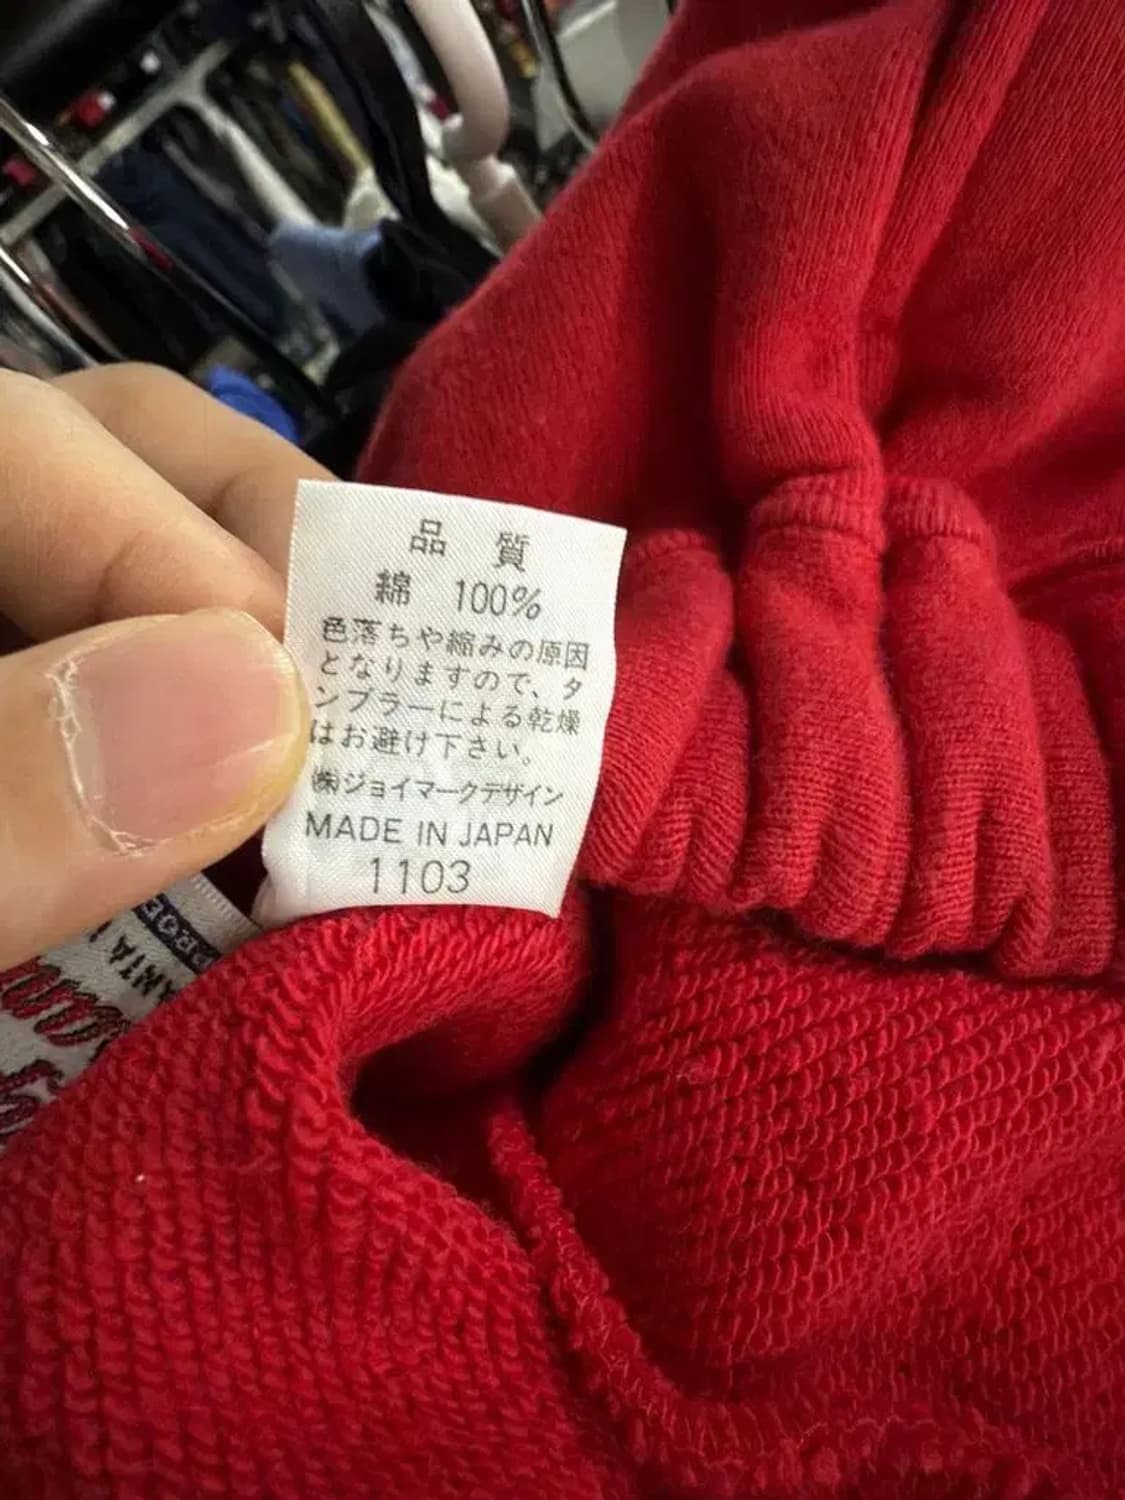 品 質
綿 100%
色落ちや縮みの原因
となりますので、タ
ンブラーによる乾燥
はお避け下さい。
㈱ジョイマークデザイン
MADE IN JAPAN
1103